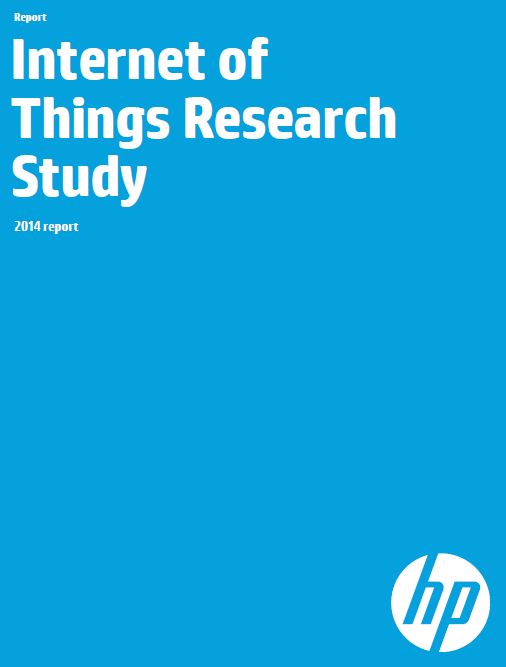 Report
Internet of
Things Research
Study
2014 report
hp